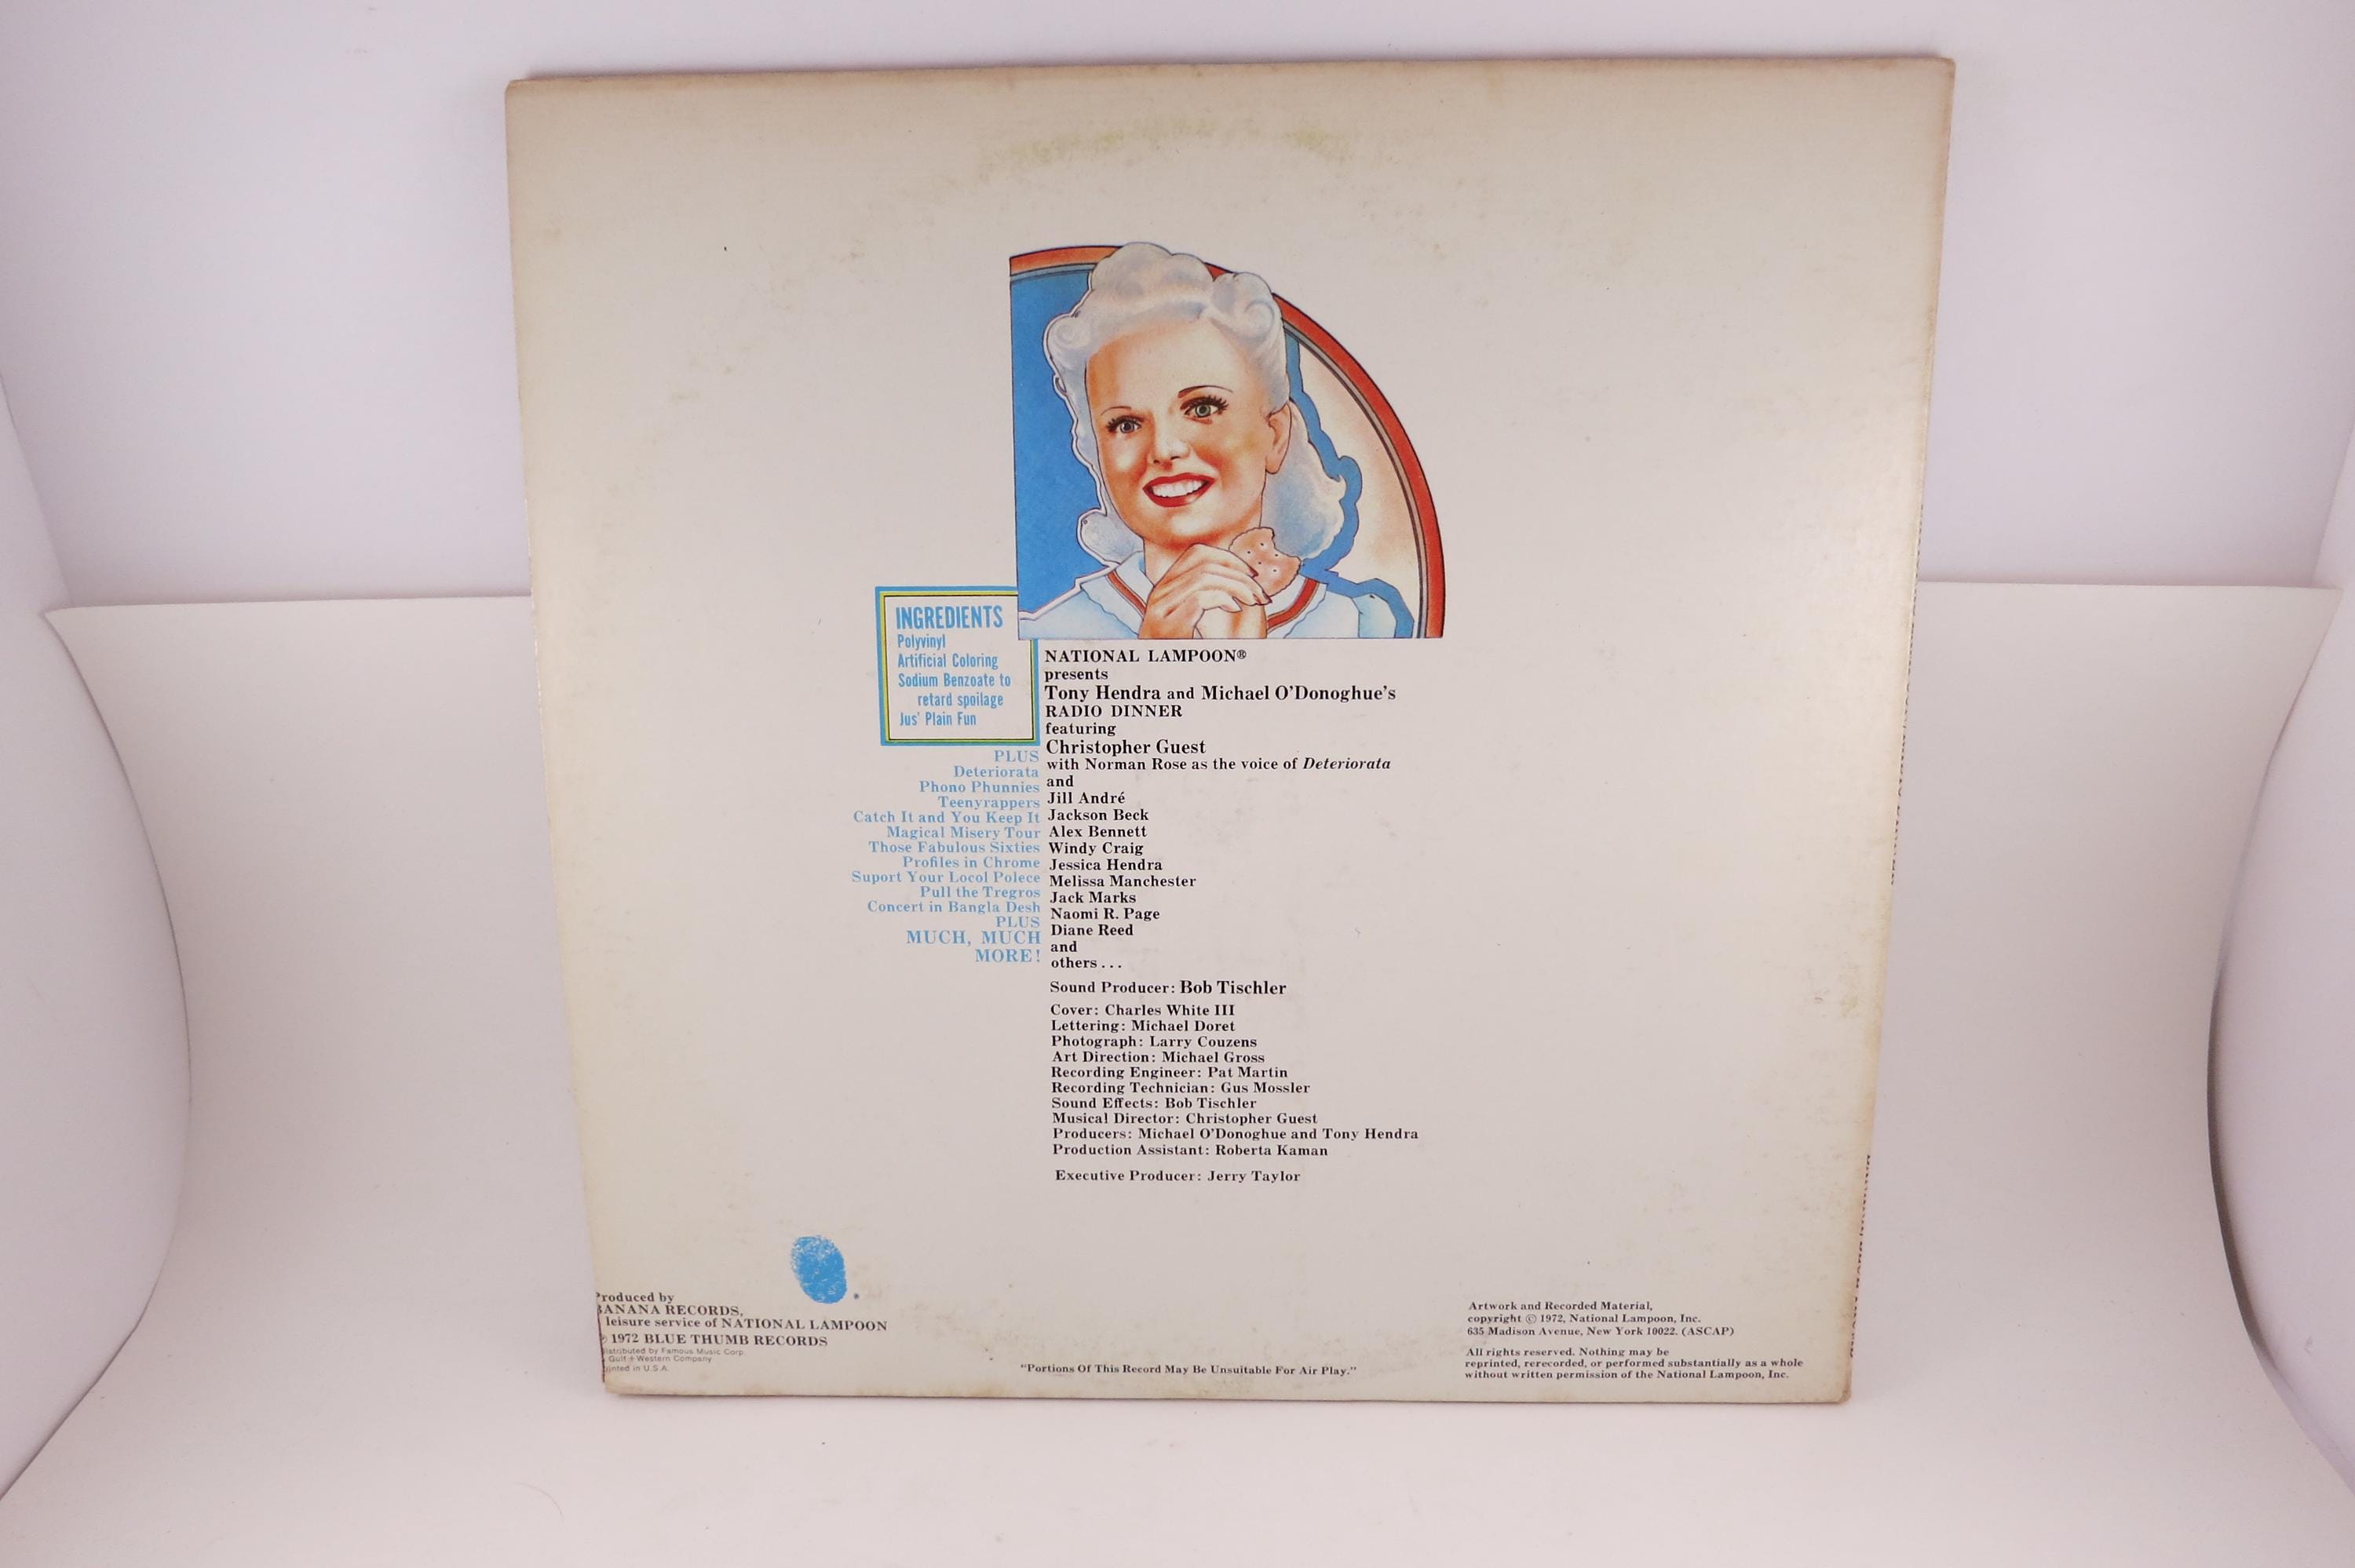 INGREDIENTS
Polyvinyl
Artificial Coloring
Sodium Benzoate to
retard spoilage
Jus' Plain Fun
PLUS
Deteriorata
Phono Phunnies
Teenyrappers
Catch It and You Keep It
Magical Misery Tour
Those Fabulous Sixties
Profiles in Chrome
Suport Your Locol Polece
Pull the Tregros
Concert in Bangla Desh
PLUS
MUCH, MUCH
MORE!
NATIONAL LAMPOON®
presents
Tony Hendra and Michael O'Donoghue's
RADIO DINNER
featuring
Christopher Guest
with Norman Rose as the voice of Deteriorata
and
Jill André
Jackson Beck
Alex Bennett
Windy Craig
Jessica Hendra
Melissa Manchester
Jack Marks
Naomi R. Page
Diane Reed
and
others...
Sound Producer: Bob Tischler
Cover: Charles White III
Lettering: Michael Doret
Photograph: Larry Couzens
Art Direction: Michael Gross
Recording Engineer: Pat Martin
Recording Technician: Gus Mossler
Sound Effects: Bob Tischler
Musical Director: Christopher Guest
Producers: Michael O'Donoghue and Tony Hendra
Production Assistant: Roberta Kaman
Executive Producer: Jerry Taylor
Produced by
BANANA RECORDS,
leisure service of NATIONAL LAMPOON
℗ 1972 BLUE THUMB RECORDS
Distributed by Famous Music Corp.
Gulf + Western Company
Printed in U.S.A.
"Portions Of This Record May Be Unsuitable For Air Play."
Artwork and Recorded Material,
copyright © 1972, National Lampoon, Inc.
635 Madison Avenue, New York 10022. (ASCAP)
All rights reserved. Nothing may be
reprinted, rerecorded, or performed substantially as a whole
without written permission of the National Lampoon, Inc.